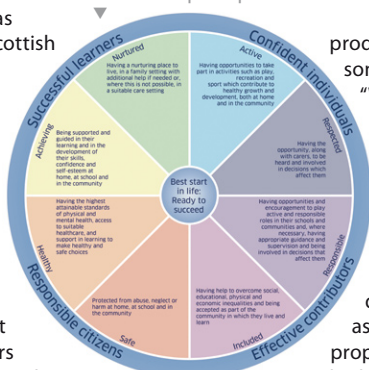 as
cottish
prod
son
"
Successful learners
Confident individuals
Nurtured
Having a nurturing place to
live, in a family setting with
additional help if needed or,
where this is not possible, in
a suitable care setting
Active
Having opportunities to take
part in activities such as play,
recreation and
sport which contribute to
healthy growth and
development, both at home
and in the community
Achieving
Being supported and
guided in their
learning and in the
development of
their skills,
confidence and
self-esteem at
home, at school and
in the community
Respected
Having the
opportunity, along
with carers, to be
heard and involved
in decisions which
affect them
Best start
in life:
Ready to
succeed
Healthy
Having the highest
attainable standards
of physical and
mental health, access
to suitable
healthcare, and
support in learning to
make healthy and
safe choices
Responsible
Having opportunities and
encouragement to play
active and responsible
roles in their schools and
communities and, where
necessary, having
appropriate guidance and
supervision and being
involved in decisions that
affect them
Safe
Protected from abuse, neglect or
harm at home, at school and in
the community
Included
Having help to overcome social,
educational, physical and
economic inequalities and being
accepted as part of the
community in which they live and
learn
Responsible citizens
Effective contributors
t
rs
as
prop